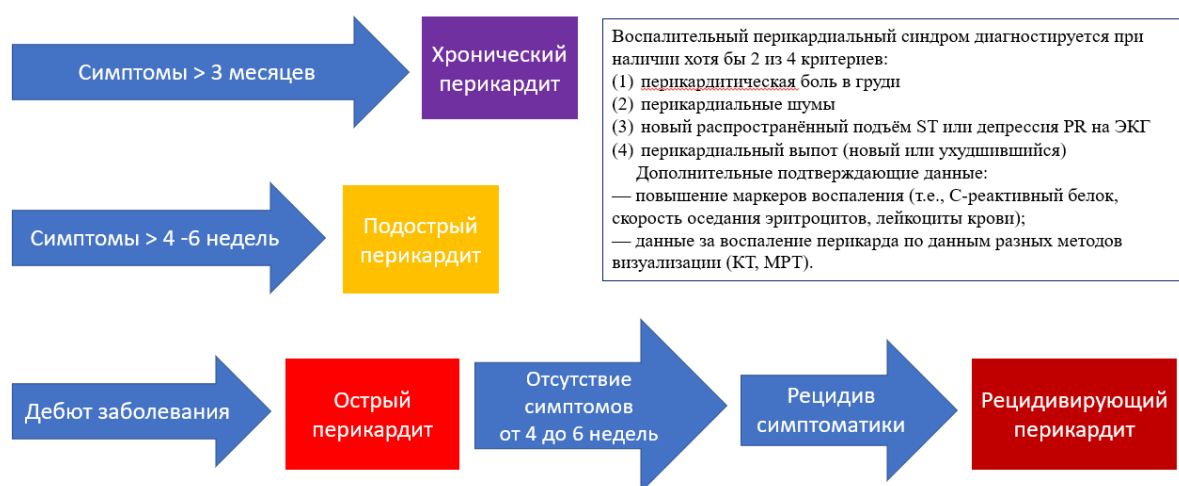 Симптомы > 3 месяцев
Хронический
перикардит
Воспалительный перикардиальный синдром диагностируется при
наличии хотя бы 2 из 4 критериев:
(1) перикардитическая боль в груди
(2) перикардиальные шумы
(3) новый распространённый подъём ST или депрессия PR на ЭКГ
(4) перикардиальный выпот (новый или ухудшившийся)
Дополнительные подтверждающие данные:
— повышение маркеров воспаления (т.е., С-реактивный белок,
скорость оседания эритроцитов, лейкоциты крови);
— данные за воспаление перикарда по данным разных методов
визуализации (КТ, МРТ).
Симптомы > 4 -6 недель
Подострый
перикардит
Дебют заболевания
Острый
перикардит
Отсутствие
симптомов
от 4 до 6 недель
Рецидив
симптоматики
Рецидивирующий
перикардит